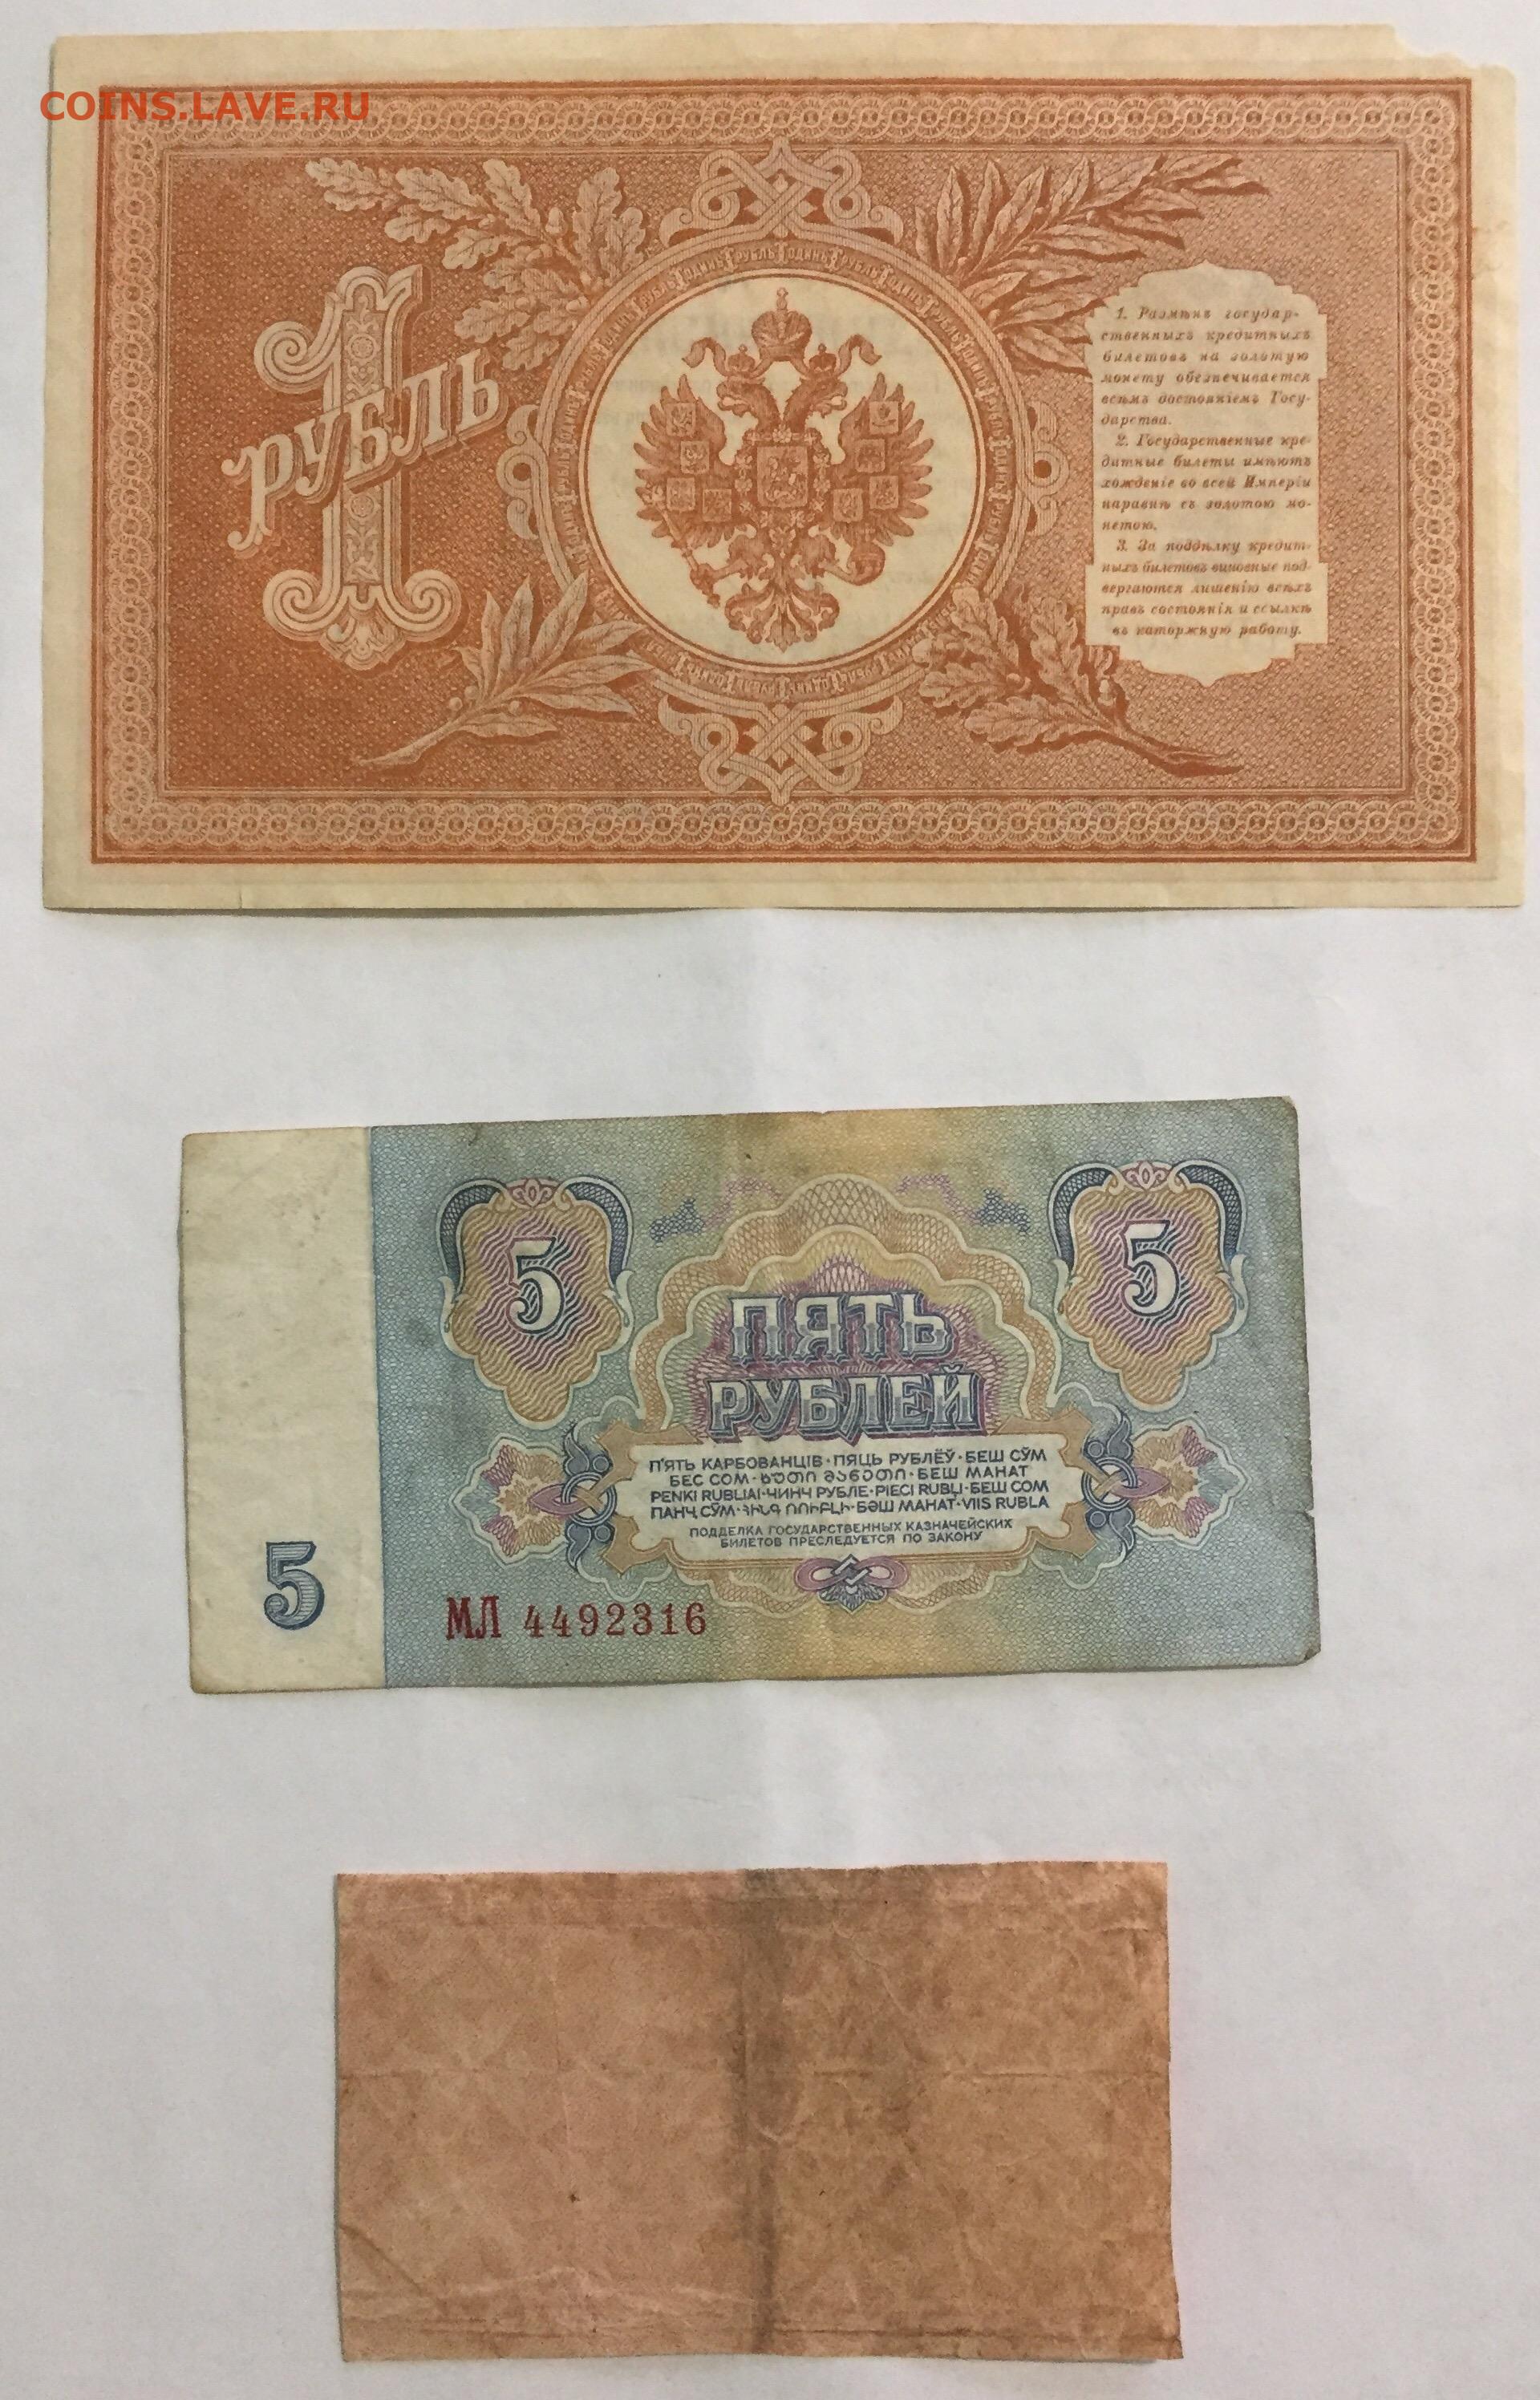 COINS.LAVE.RU
1
РУБЛЬ
1. Размѣнъ государ-
ственныхъ кредитныхъ
билетовъ на золотую
монету обезпечивается
всѣмъ достояніемъ Госу-
дарства.
2. Государственные кре-
дитные билеты имѣютъ
хожденіе во всей Имперіи
наравнѣ съ золотою мо-
нетою.
3. За поддѣлку кредит-
ныхъ билетовъ виновные под-
вергаются лишенію всѣхъ
правъ состоянія и ссылкѣ
въ каторжную работу.
5
5
ПЯТЬ
РУБЛЕЙ
П'ЯТЬ КАРБОВАНЦІВ · ПЯЦЬ РУБЛЁЎ · БЕШ СЎМ
БЕС СОМ · ᲮᲣᲗᲘ ᲛᲐᲜᲔᲗᲘ · БЕШ МАНАТ
PENKI RUBLIAI · ЧИНЧ РУБЛЕ · PIECI RUBĻI · БЕШ СОМ
ПАНҶ СӮМ · ՀԻՆԳ ՌՈՒԲԼԻ · БӘШ МАНАТ · VIIS RUBLA
ПОДДЕЛКА ГОСУДАРСТВЕННЫХ КАЗНАЧЕЙСКИХ
БИЛЕТОВ ПРЕСЛЕДУЕТСЯ ПО ЗАКОНУ
5
МЛ 4492316